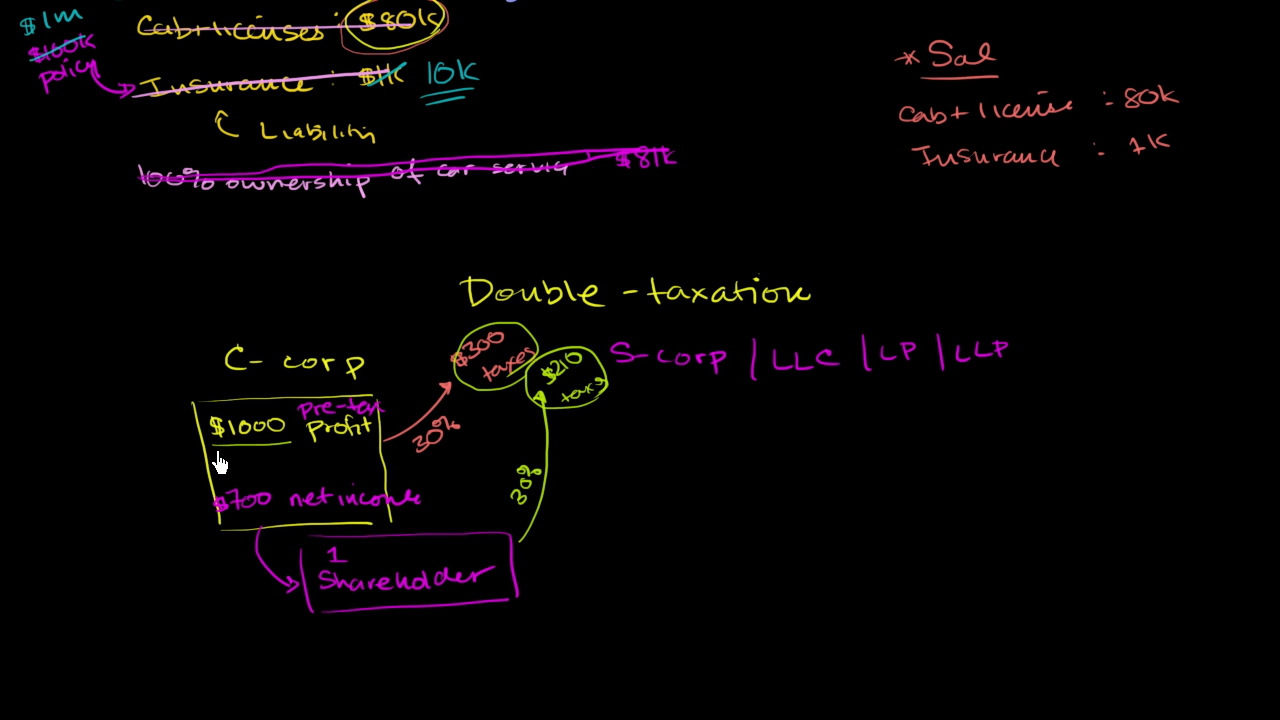 $1m
$100k
policy
Cab+licenses: $80k
Insurance : $1k 10k
Liability
100% ownership of car servic $81k
* Sal
Cab+license : 80k
Insurance : 1k
Double-taxation
C-corp
$300 taxes
$210 taxes
S-corp | LLC | LP | LLP
pre-tax
$1000 profit
30%
$700 net income
30%
1
Shareholder